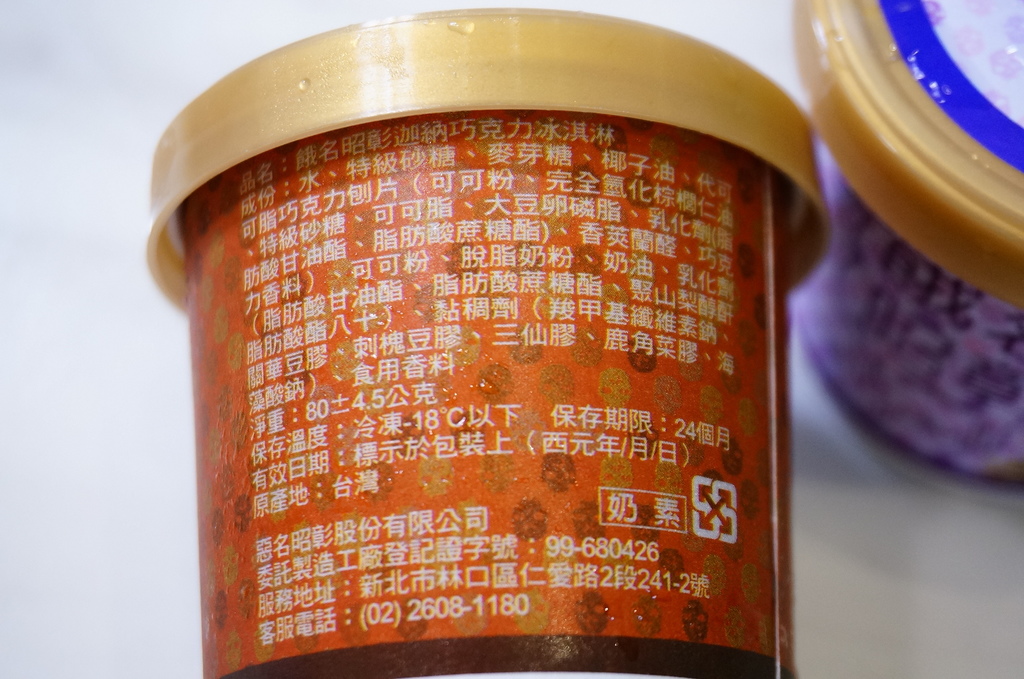 品名：餓名昭彰迦納巧克力冰淇淋
成份：水、特級砂糖、麥芽糖、椰子油、代可
可脂巧克力刨片（可可粉、完全氫化棕櫚仁油
、特級砂糖、可可脂、大豆卵磷脂、乳化劑(脂
肪酸甘油酯、脂肪酸蔗糖酯)、香莢蘭醛、巧克
力香料）、可可粉、脫脂奶粉、奶油、乳化劑
（脂肪酸甘油酯、脂肪酸蔗糖酯、聚山梨醇酐
脂肪酸酯八十）、黏稠劑（羧甲基纖維素鈉、
關華豆膠、刺槐豆膠、三仙膠、鹿角菜膠、海
藻酸鈉）、食用香料
淨重：80±4.5公克
保存溫度：冷凍-18℃以下 保存期限：24個月
有效日期：標示於包裝上（西元年/月/日）
原產地：台灣
奶 素
惡名昭彰股份有限公司
委託製造工廠登記證字號：99-680426
服務地址：新北市林口區仁愛路2段241-2號
客服電話：(02) 2608-1180